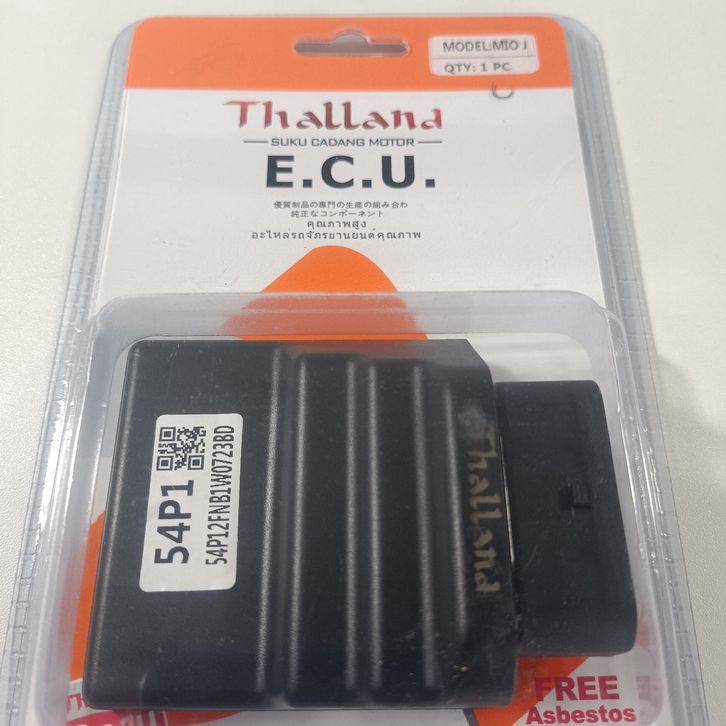 MODEL:MIO J
QTY: 1 PC
Thailand
SUKU CADANG MOTOR
E.C.U.
優質制品の專門の生産の組み合わ
純正なコンポーネント
คุณภาพสูง
อะไหล่รถจักรยานยนต์คุณภาพ
54P1
54P12FNB1W0723BD
Thailand
FREE
Asbestos